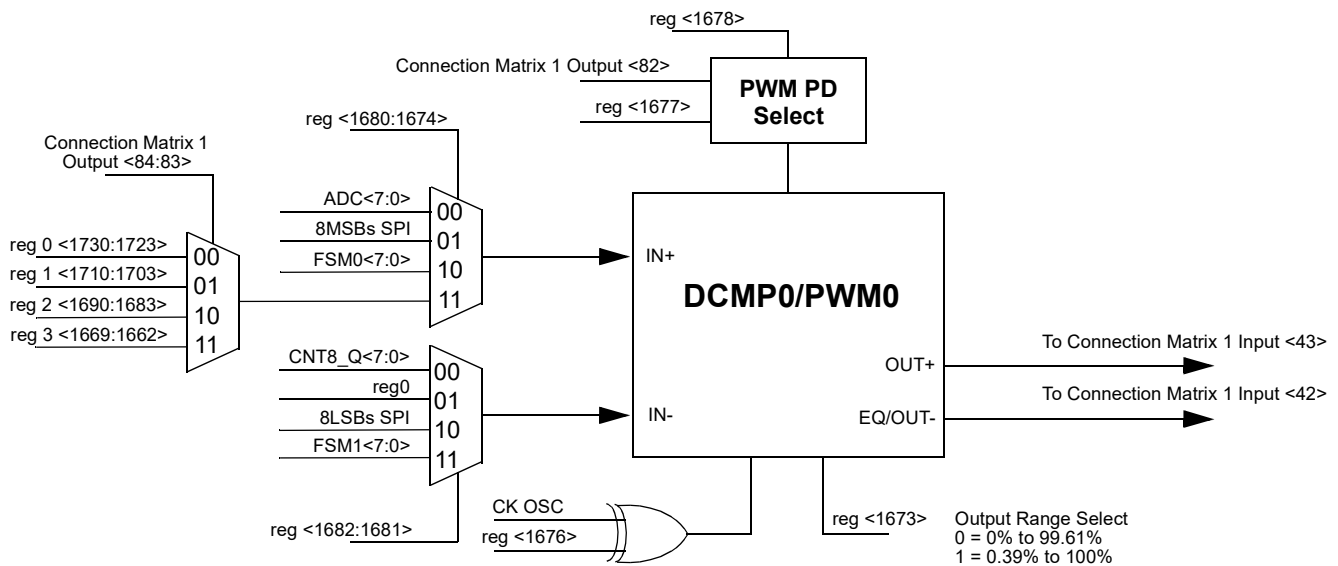 reg <1678>
Connection Matrix 1 Output <82>
reg <1677>
PWM PD
Select
reg <1680:1674>
Connection Matrix 1
Output <84:83>
ADC<7:0>
8MSBs SPI
FSM0<7:0>
00
01
10
11
reg 0 <1730:1723>
reg 1 <1710:1703>
reg 2 <1690:1683>
reg 3 <1669:1662>
00
01
10
11
IN+
DCMP0/PWM0
CNT8_Q<7:0>
reg0
8LSBs SPI
FSM1<7:0>
00
01
10
11
IN-
OUT+
EQ/OUT-
To Connection Matrix 1 Input <43>
To Connection Matrix 1 Input <42>
reg <1682:1681>
CK OSC
reg <1676>
reg <1673>
Output Range Select
0 = 0% to 99.61%
1 = 0.39% to 100%